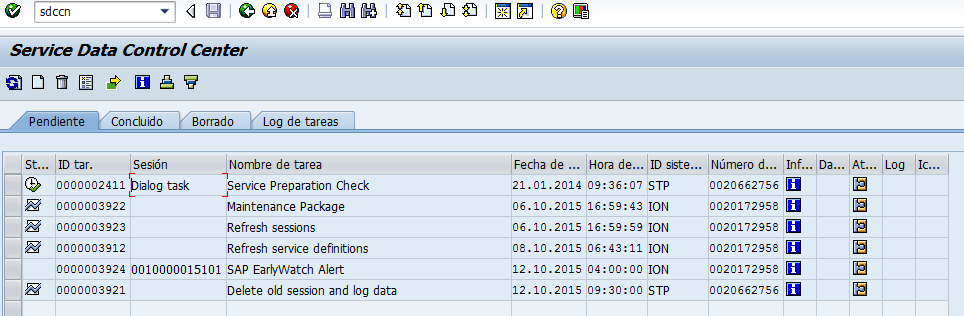 sdccn
Service Data Control Center
Pendiente Concluido Borrado Log de tareas
St... ID tar. Sesión Nombre de tarea Fecha de ... Hora de... ID siste... Número d... Inf... Da... At... Log Ic...
0000002411 Dialog task Service Preparation Check 21.01.2014 09:36:07 STP 0020662756
0000003922 Maintenance Package 06.10.2015 16:59:43 ION 0020172958
0000003923 Refresh sessions 06.10.2015 16:59:59 ION 0020172958
0000003912 Refresh service definitions 08.10.2015 06:43:11 ION 0020172958
0000003924 0010000015101 SAP EarlyWatch Alert 12.10.2015 04:00:00 ION 0020172958
0000003921 Delete old session and log data 12.10.2015 09:30:00 STP 0020662756